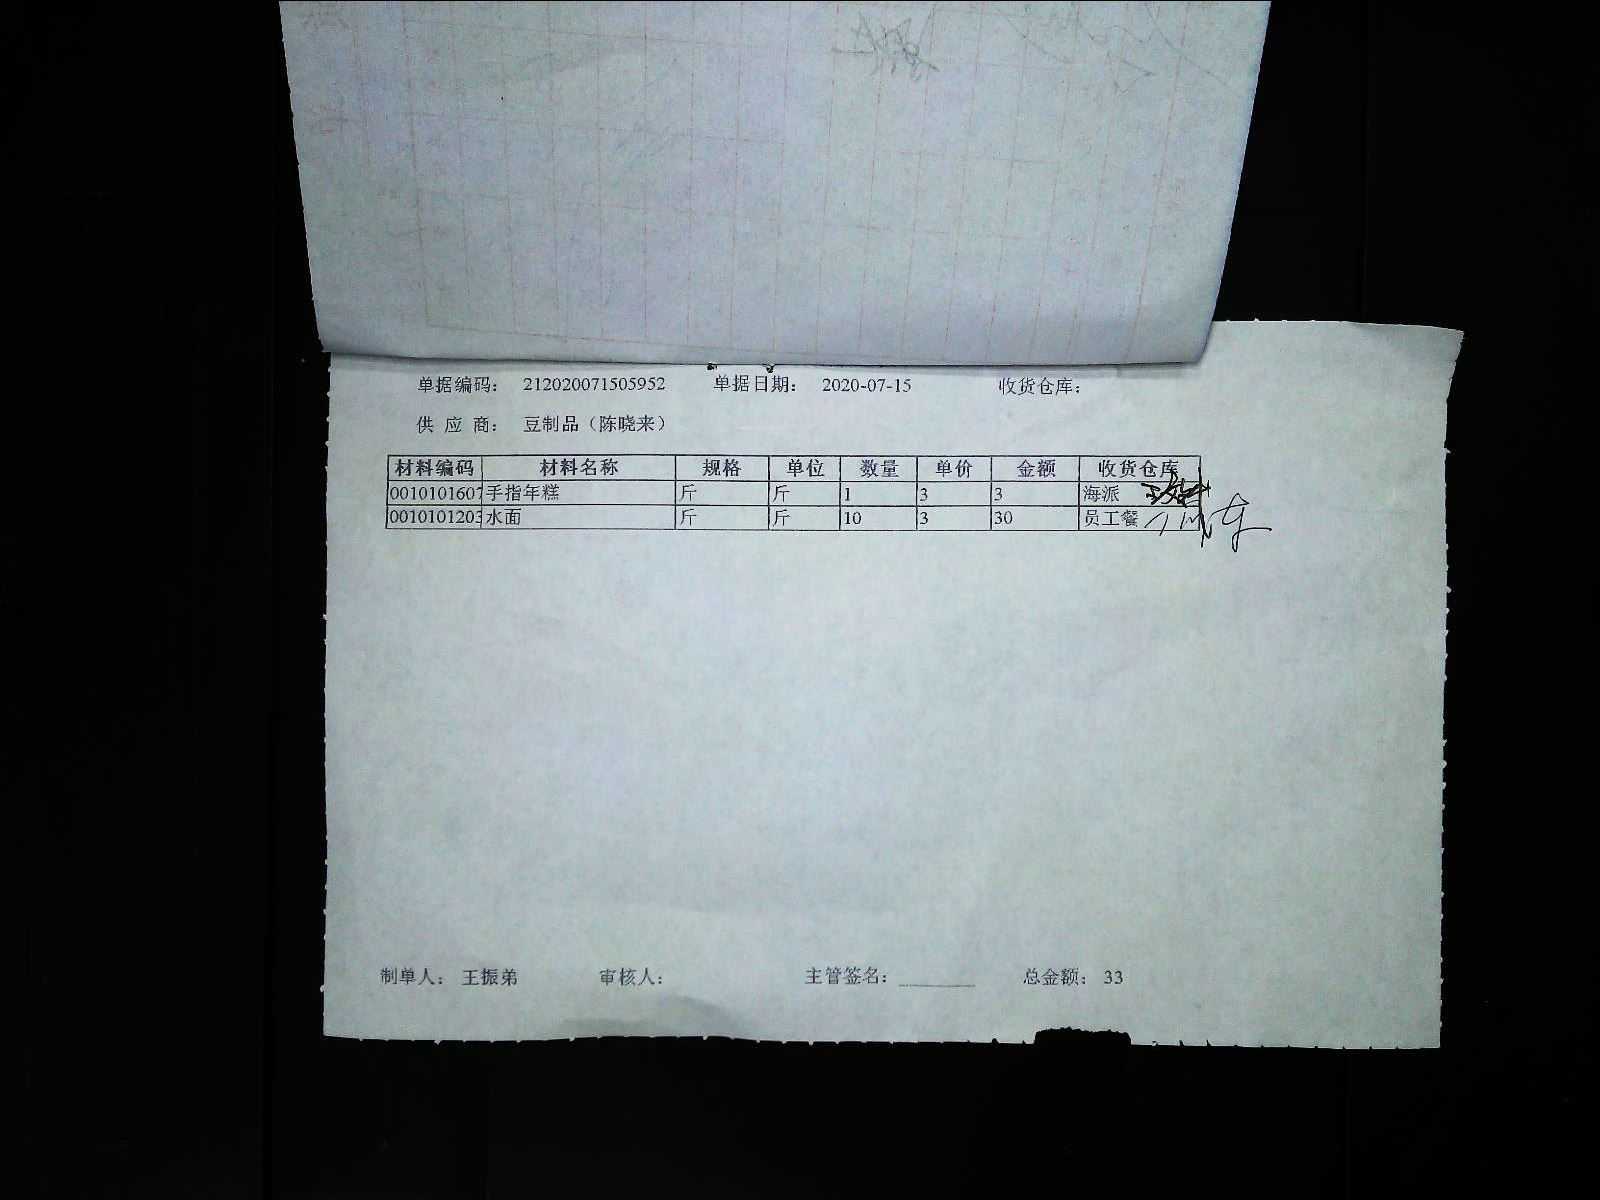 单据编码： 212020071505952 单据日期： 2020-07-15 收货仓库：
供 应 商： 豆制品（陈晓来）
材料编码 材料名称 规格 单位 数量 单价 金额 收货仓库
0010101607 手指年糕 斤 斤 1 3 3 海派
0010101203 水面 斤 斤 10 3 30 员工餐
制单人： 王振弟 审核人： 主管签名： 总金额： 33